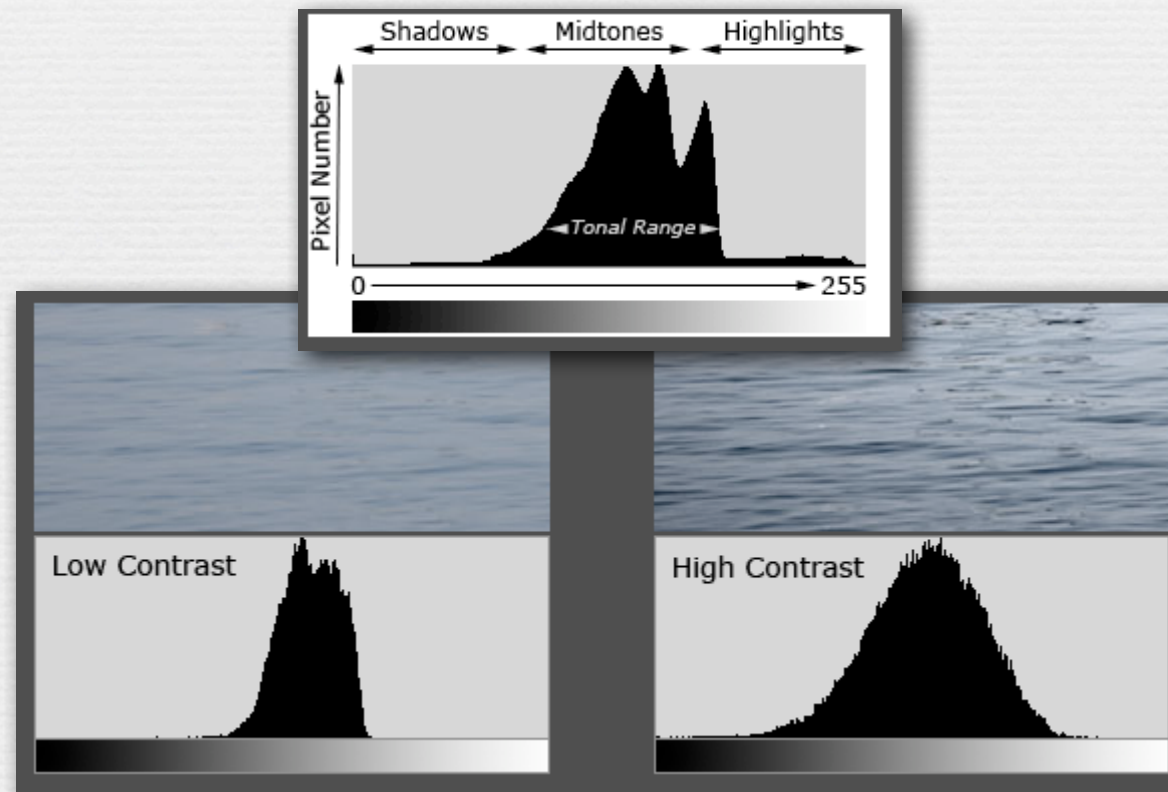 Shadows Midtones Highlights
Pixel Number
Tonal Range
0 255
Low Contrast
High Contrast